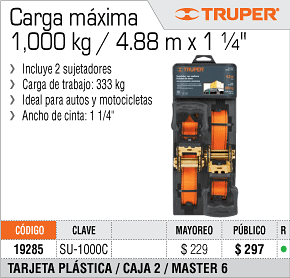 Carga máxima
TRUPER
1,000 kg / 4.88 m x 1 ¼"
Incluye 2 sujetadores
Carga de trabajo: 333 kg
Ideal para autos y motocicletas
Ancho de cinta: 1 1/4"
TRUPER
CÓDIGO CLAVE MAYOREO PÚBLICO R
19285 SU-1000C $ 229 $ 297
TARJETA PLÁSTICA / CAJA 2 / MASTER 6